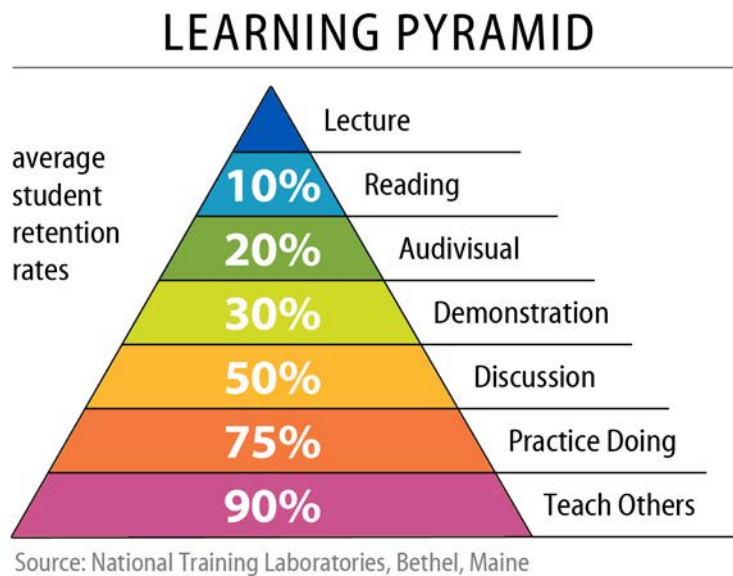 LEARNING PYRAMID
average
student
retention
rates
Lecture
10% Reading
20% Audivisual
30% Demonstration
50% Discussion
75% Practice Doing
90% Teach Others
Source: National Training Laboratories, Bethel, Maine